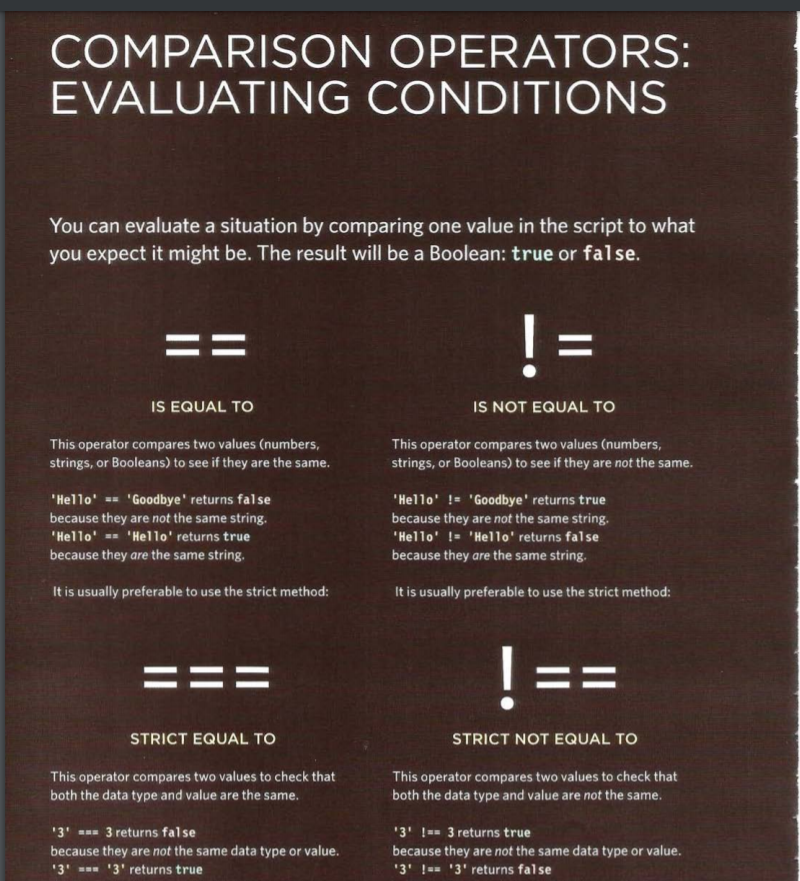 COMPARISON OPERATORS:
EVALUATING CONDITIONS
You can evaluate a situation by comparing one value in the script to what
you expect it might be. The result will be a Boolean: true or false.
==
IS EQUAL TO
This operator compares two values (numbers,
strings, or Booleans) to see if they are the same.
'Hello' == 'Goodbye' returns false
because they are not the same string.
'Hello' == 'Hello' returns true
because they are the same string.
It is usually preferable to use the strict method:
!=
IS NOT EQUAL TO
This operator compares two values (numbers,
strings, or Booleans) to see if they are not the same.
'Hello' != 'Goodbye' returns true
because they are not the same string.
'Hello' != 'Hello' returns false
because they are the same string.
It is usually preferable to use the strict method:
===
STRICT EQUAL TO
This operator compares two values to check that
both the data type and value are the same.
'3' === 3 returns false
because they are not the same data type or value.
'3' === '3' returns true
!==
STRICT NOT EQUAL TO
This operator compares two values to check that
both the data type and value are not the same.
'3' !== 3 returns true
because they are not the same data type or value.
'3' !== '3' returns false